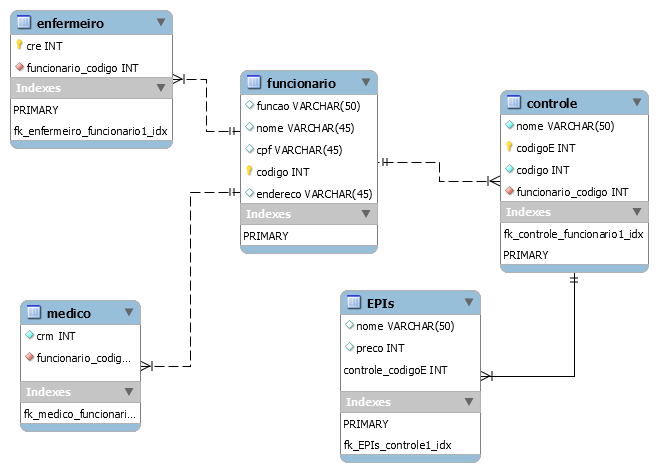 enfermeiro
cre INT
funcionario_codigo INT
Indexes
PRIMARY
fk_enfermeiro_funcionario1_idx
funcionario
funcao VARCHAR(50)
nome VARCHAR(45)
cpf VARCHAR(45)
codigo INT
endereco VARCHAR(45)
Indexes
PRIMARY
controle
nome VARCHAR(50)
codigoE INT
codigo INT
funcionario_codigo INT
Indexes
fk_controle_funcionario1_idx
PRIMARY
medico
crm INT
funcionario_codig...
Indexes
fk_medico_funcionari...
EPIs
nome VARCHAR(50)
preco INT
controle_codigoE INT
Indexes
PRIMARY
fk_EPIs_controle1_idx